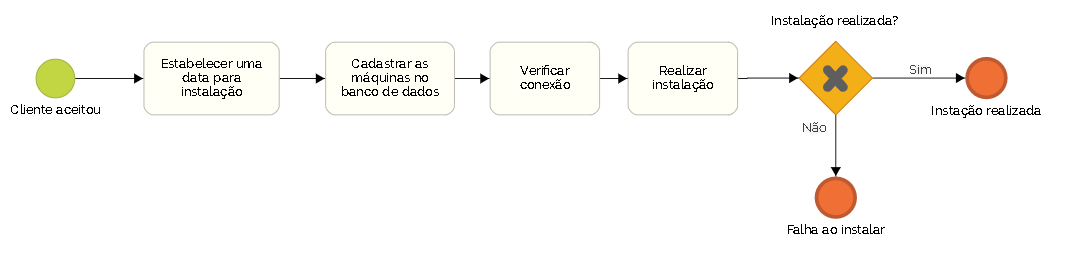 Instalação realizada?
Estabelecer uma
data para
instalação
Cadastrar as
máquinas no
banco de dados
Verificar
conexão
Realizar
instalação
Sim
Cliente aceitou
Instação realizada
Não
Falha ao instalar